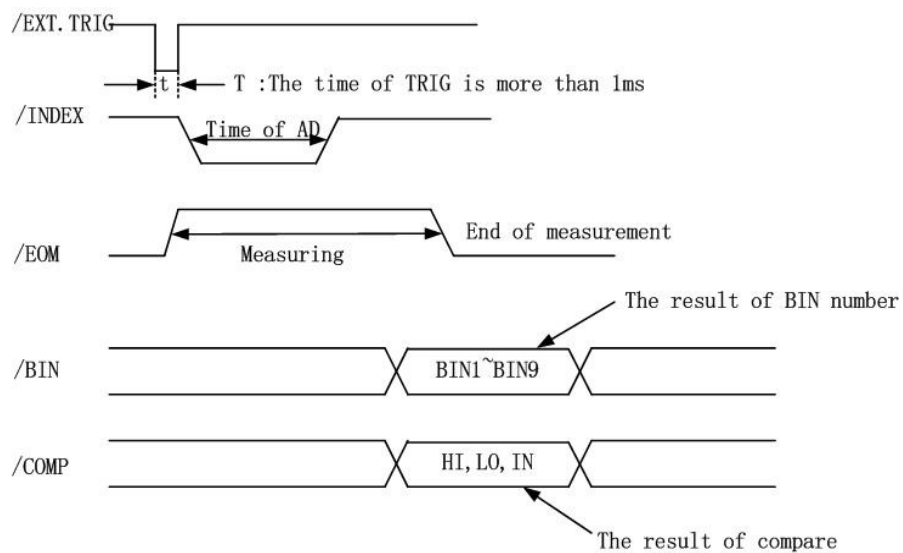 /EXT.TRIG
t
T :The time of TRIG is more than 1ms
/INDEX
Time of AD
/EOM
Measuring
End of measurement
The result of BIN number
/BIN
BIN1~BIN9
/COMP
HI,LO,IN
The result of compare